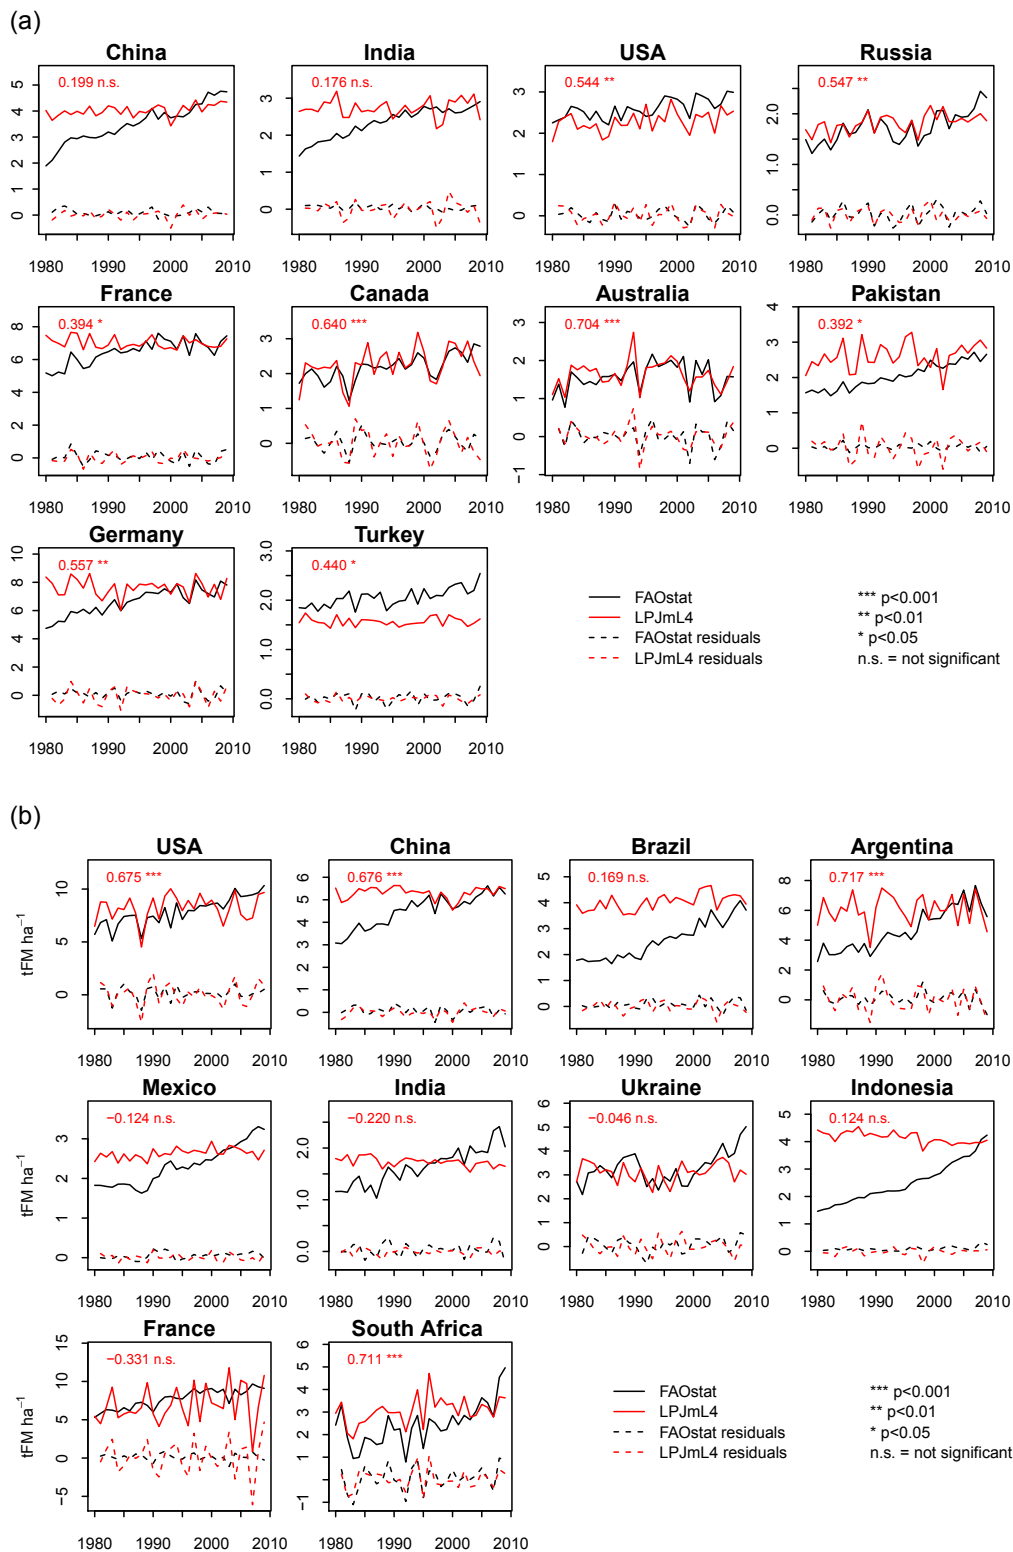 (a)
China
India
USA
Russia
0.199 n.s.
0.176 n.s.
0.544 **
0.547 **
0 1 2 3 4 5
0 1 2 3
0 1 2 3
0.0 1.0 2.0
1980 1990 2000 2010
1980 1990 2000 2010
1980 1990 2000 2010
1980 1990 2000 2010
France
Canada
Australia
Pakistan
0.394 *
0.640 ***
0.704 ***
0.392 *
0 2 4 6 8
0 1 2 3
−1 0 1 2 3
0 1 2 3
1980 1990 2000 2010
1980 1990 2000 2010
1980 1990 2000 2010
1980 1990 2000 2010
Germany
Turkey
0.557 **
0.440 *
0 2 4 6 8 10
0.0 1.0 2.0 3.0
1980 1990 2000 2010
1980 1990 2000 2010
FAOstat
LPJmL4
FAOstat residuals
LPJmL4 residuals
*** p<0.001
** p<0.01
* p<0.05
n.s. = not significant
(b)
USA
China
Brazil
Argentina
0.675 ***
0.676 ***
0.169 n.s.
0.717 ***
tFM ha⁻¹
0 5 10
0 1 2 3 4 5 6
0 1 2 3 4 5
0 2 4 6 8
1980 1990 2000 2010
1980 1990 2000 2010
1980 1990 2000 2010
1980 1990 2000 2010
Mexico
India
Ukraine
Indonesia
−0.124 n.s.
−0.220 n.s.
−0.046 n.s.
0.124 n.s.
tFM ha⁻¹
0 1 2 3
0.0 1.0 2.0
0 1 2 3 4 5 6
0 1 2 3 4 5
1980 1990 2000 2010
1980 1990 2000 2010
1980 1990 2000 2010
1980 1990 2000 2010
France
South Africa
−0.331 n.s.
0.711 ***
tFM ha⁻¹
−5 0 5 10 15
−1 0 1 2 3 4 5 6
1980 1990 2000 2010
1980 1990 2000 2010
FAOstat
LPJmL4
FAOstat residuals
LPJmL4 residuals
*** p<0.001
** p<0.01
* p<0.05
n.s. = not significant